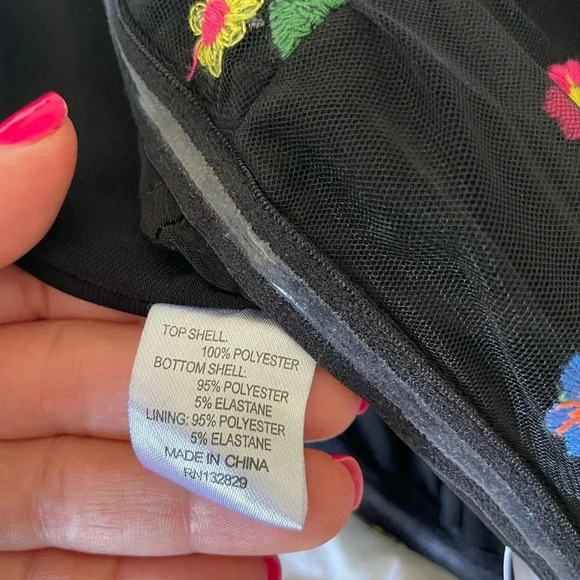 TOP SHELL:
100% POLYESTER
BOTTOM SHELL:
95% POLYESTER
5% ELASTANE
LINING: 95% POLYESTER
5% ELASTANE
MADE IN CHINA
RN132829